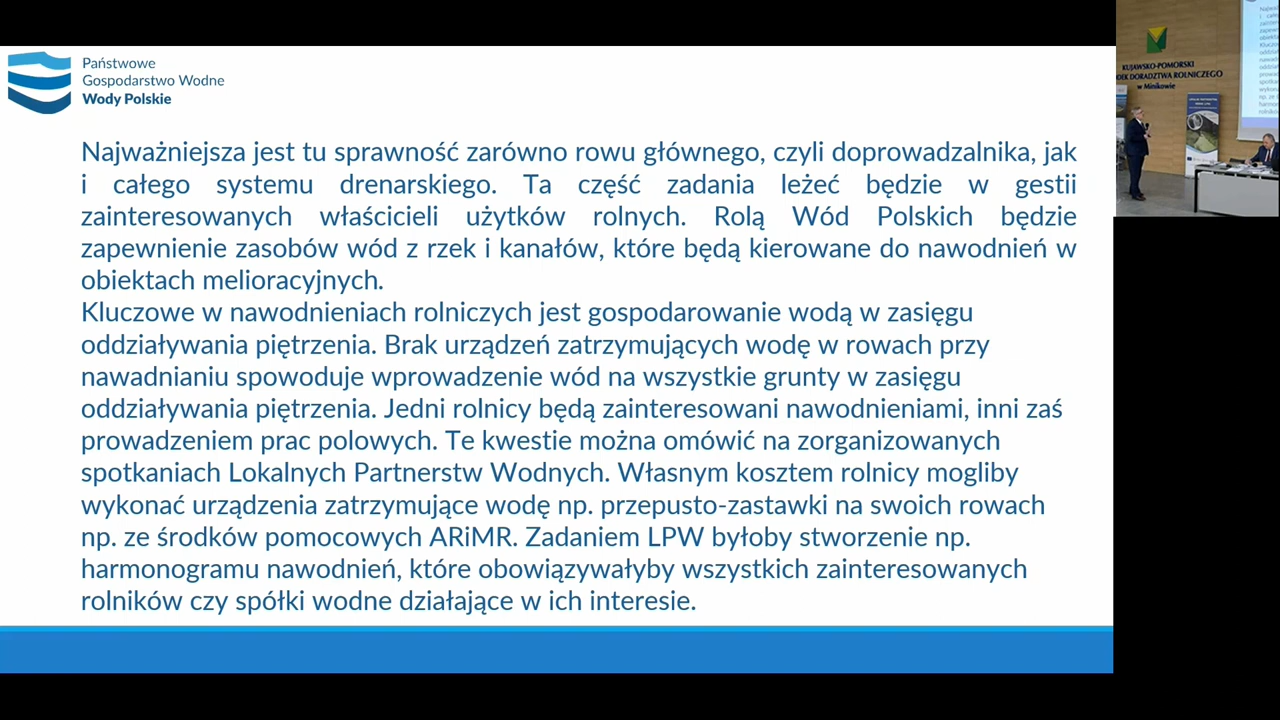 Państwowe
Gospodarstwo Wodne
Wody Polskie
Najważniejsza jest tu sprawność zarówno rowu głównego, czyli doprowadzalnika, jak
i całego systemu drenarskiego. Ta część zadania leżeć będzie w gestii
zainteresowanych właścicieli użytków rolnych. Rolą Wód Polskich będzie
zapewnienie zasobów wód z rzek i kanałów, które będą kierowane do nawodnień w
obiektach melioracyjnych.
Kluczowe w nawodnieniach rolniczych jest gospodarowanie wodą w zasięgu
oddziaływania piętrzenia. Brak urządzeń zatrzymujących wodę w rowach przy
nawadnianiu spowoduje wprowadzenie wód na wszystkie grunty w zasięgu
oddziaływania piętrzenia. Jedni rolnicy będą zainteresowani nawodnieniami, inni zaś
prowadzeniem prac polowych. Te kwestie można omówić na zorganizowanych
spotkaniach Lokalnych Partnerstw Wodnych. Własnym kosztem rolnicy mogliby
wykonać urządzenia zatrzymujące wodę np. przepusto-zastawki na swoich rowach
np. ze środków pomocowych ARiMR. Zadaniem LPW byłoby stworzenie np.
harmonogramu nawodnień, które obowiązywałyby wszystkich zainteresowanych
rolników czy spółki wodne działające w ich interesie.
KUJAWSKO-POMORSKI
DEK DORADZTWA ROLNICZEGO
w Minikowie